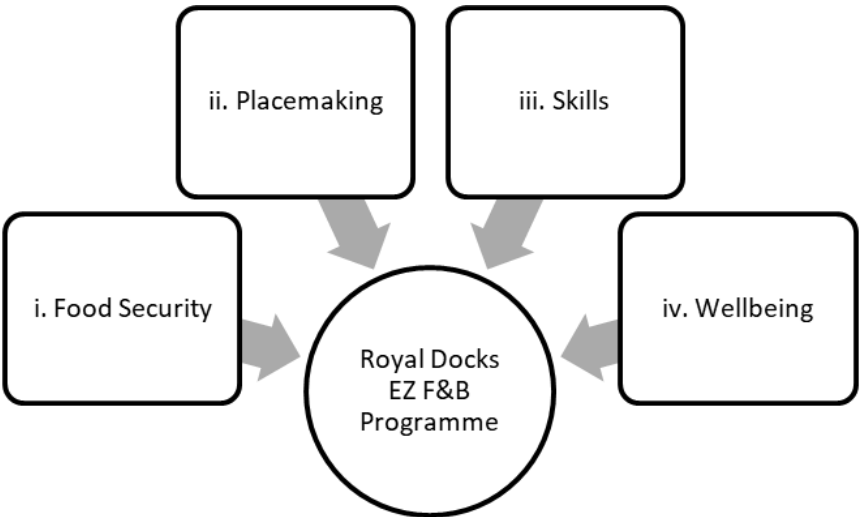 ii. Placemaking
iii. Skills
i. Food Security
iv. Wellbeing
Royal Docks
EZ F&B
Programme